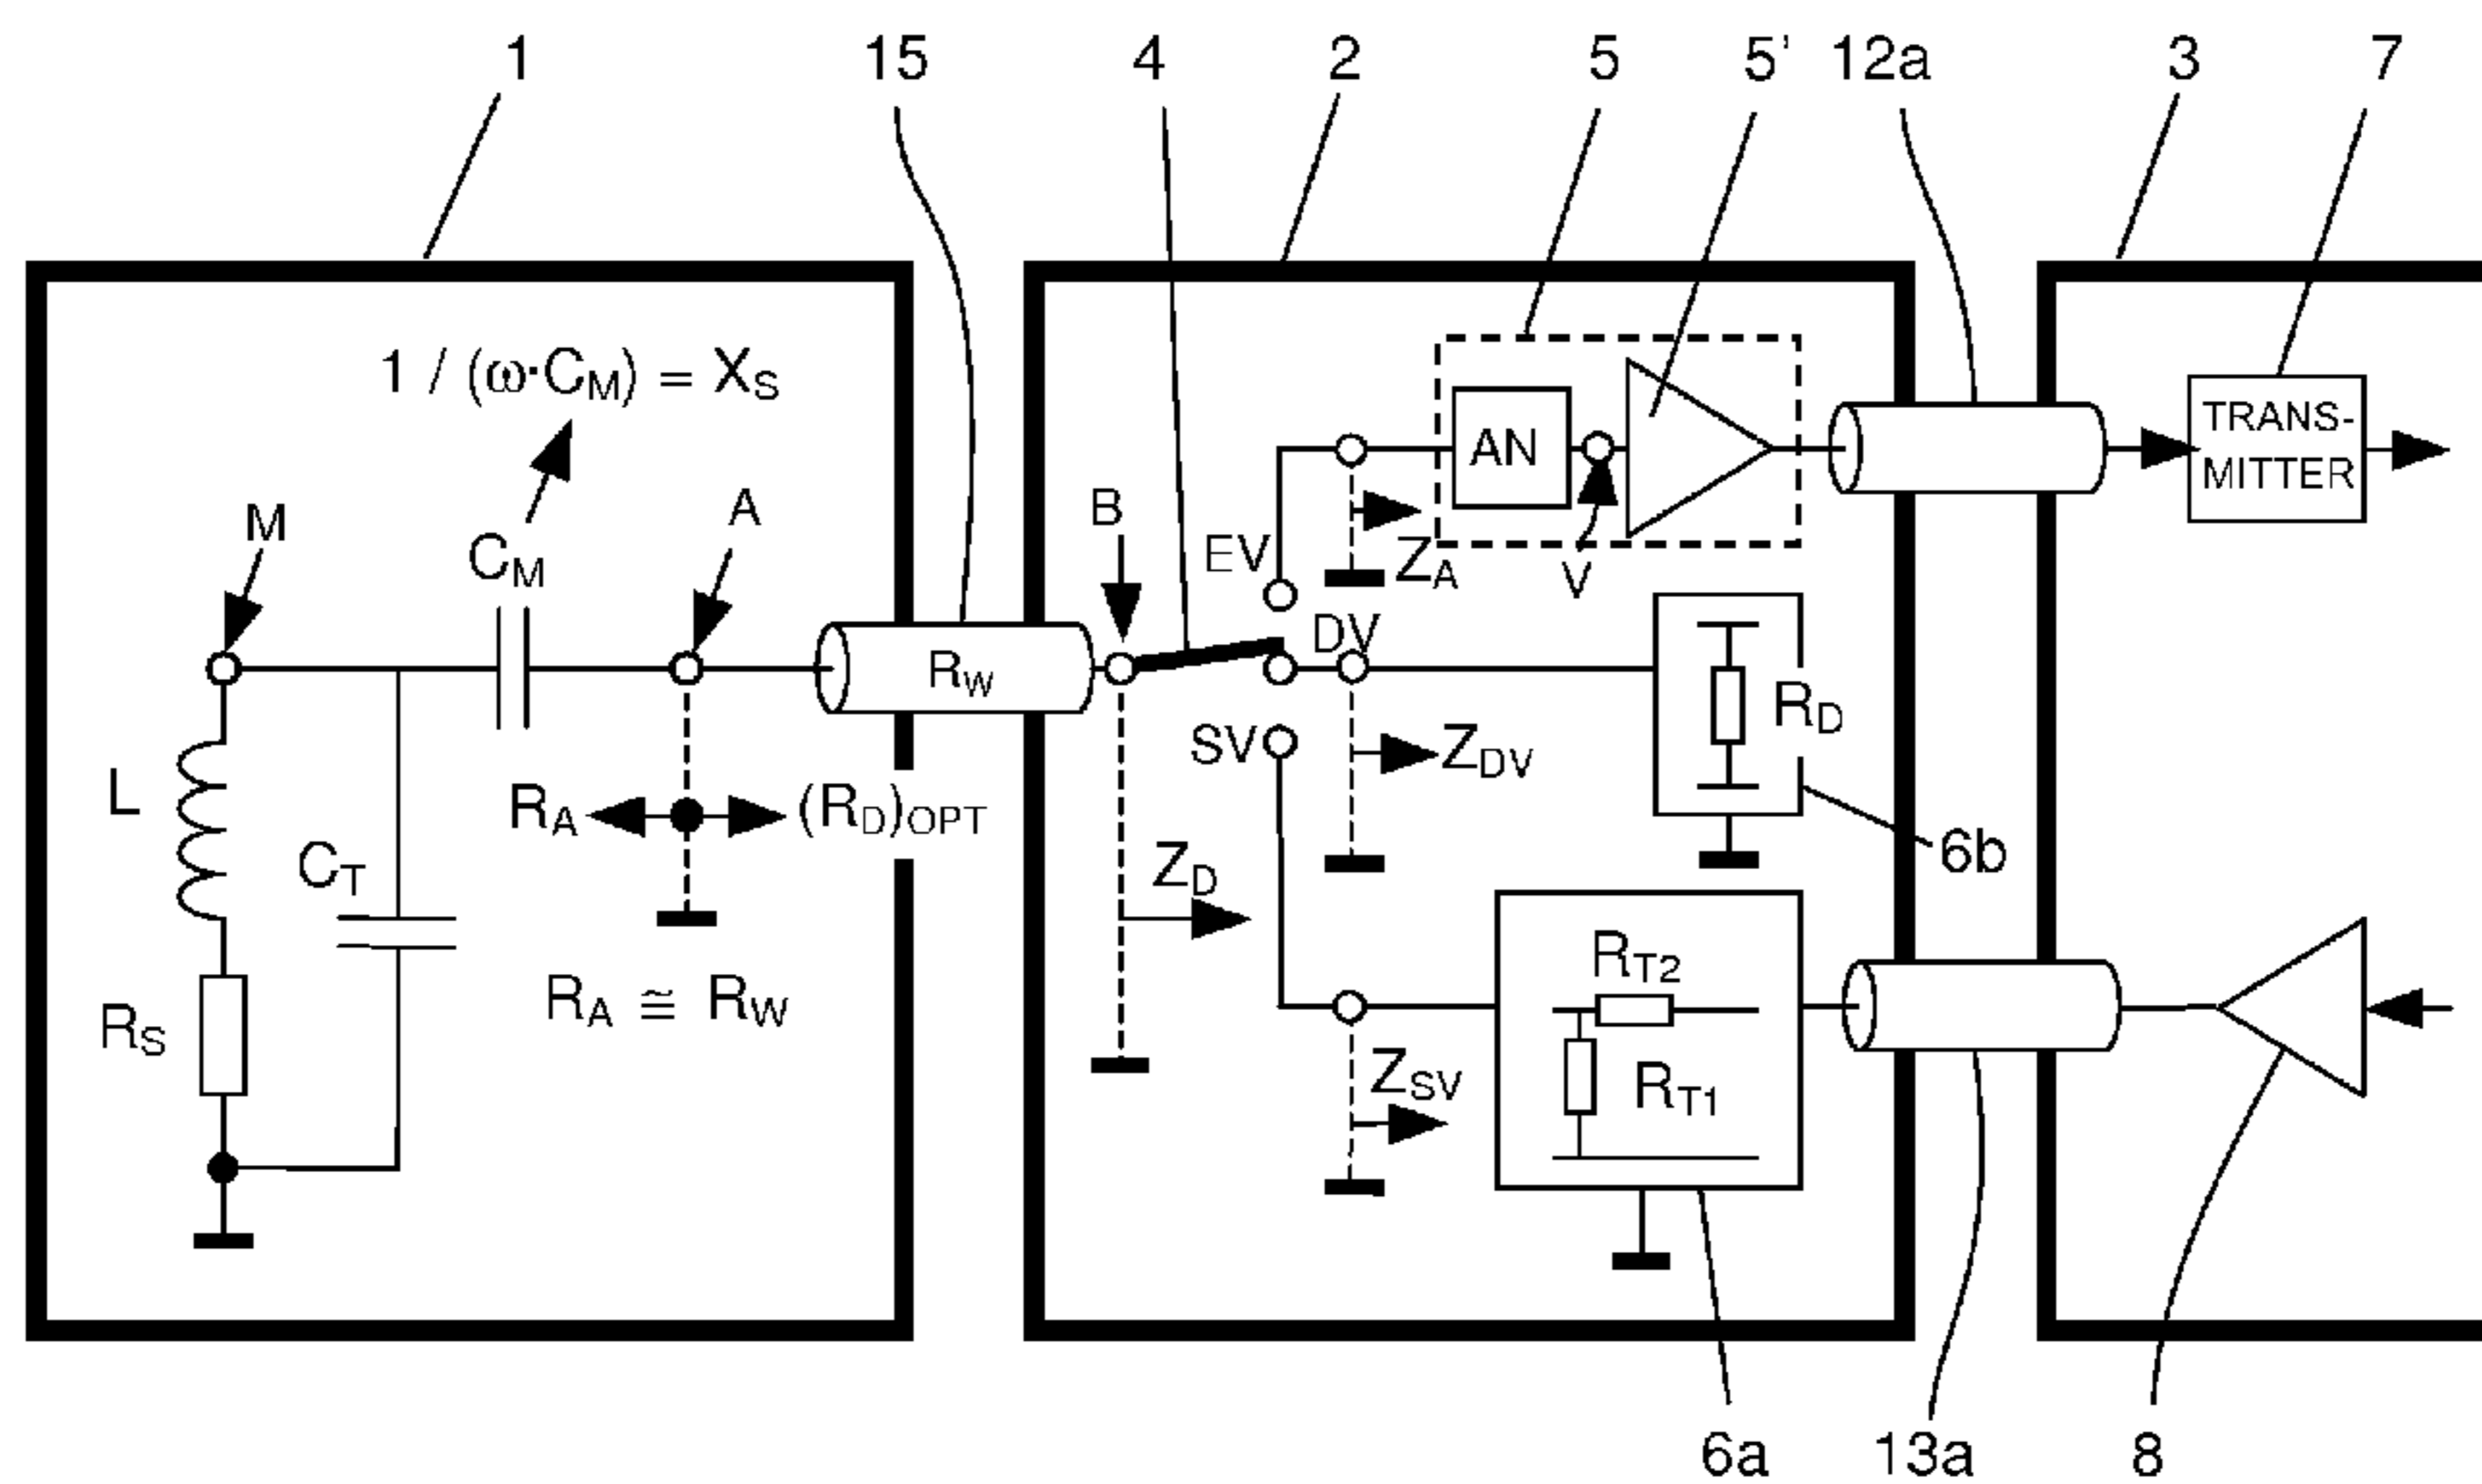 1
15
4
2
5
5'
12a
3
7
1 / (ω·CM) = XS
M
CM
A
B
EV
AN
V
ZA
TRANS-
MITTER
DV
RW
RD
SV
ZDV
L
RA
(RD)OPT
CT
ZD
6b
RS
RA ≅ RW
RT2
RT1
ZSV
6a
13a
8